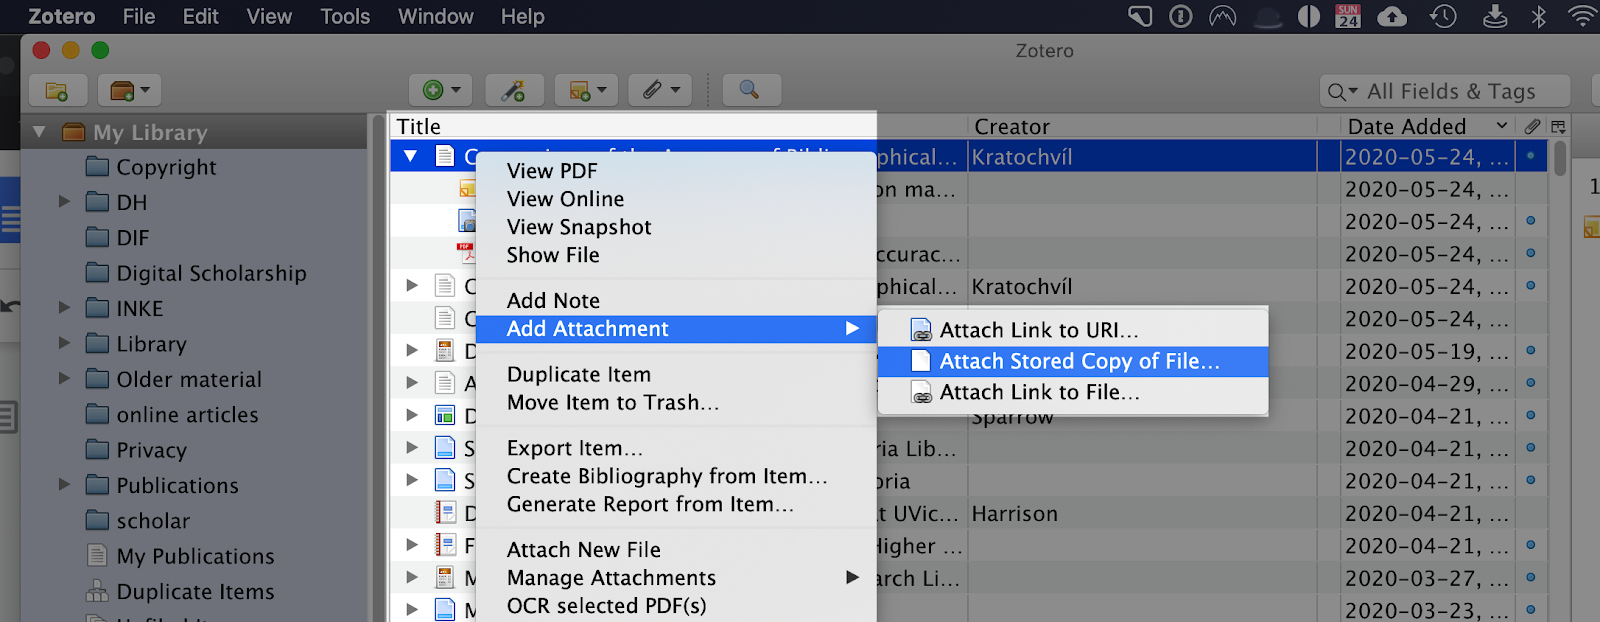 Zotero File Edit View Tools Window Help SUN 24
Zotero
All Fields & Tags
Title Creator Date Added
My Library
Copyright
DH
DIF
Digital Scholarship
INKE
Library
Older material
online articles
Privacy
Publications
scholar
My Publications
Duplicate Items
View PDF
View Online
View Snapshot
Show File
Add Note
Add Attachment
Duplicate Item
Move Item to Trash...
Export Item...
Create Bibliography from Item...
Generate Report from Item...
Attach New File
Manage Attachments
OCR selected PDF(s)
Attach Link to URI...
Attach Stored Copy of File...
Attach Link to File...
phical... Kratochvíl 2020-05-24, ...
on ma... 2020-05-24, ...
2020-05-24, ...
PDF ccurac... 2020-05-24, ...
phical... Kratochvíl 2020-05-24, ...
2020-05-24, ...
2020-05-19, ...
2020-04-29, ...
Sparrow 2020-04-21, ...
ria Lib... 2020-04-21, ...
oria 2020-04-21, ...
t UVic... Harrison 2020-04-21, ...
Higher ... 2020-04-21, ...
arch Li... 2020-03-27, ...
2020-03-23, ...